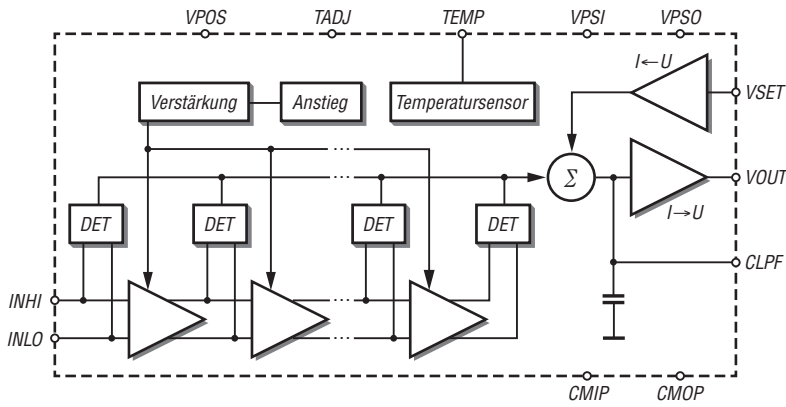 VPOS TADJ TEMP VPSI VPSO
I←U
Verstärkung Anstieg Temperatursensor VSET
··· Σ VOUT
···
DET DET DET DET I→U
CLPF
INHI ···
INLO ···
CMIP CMOP